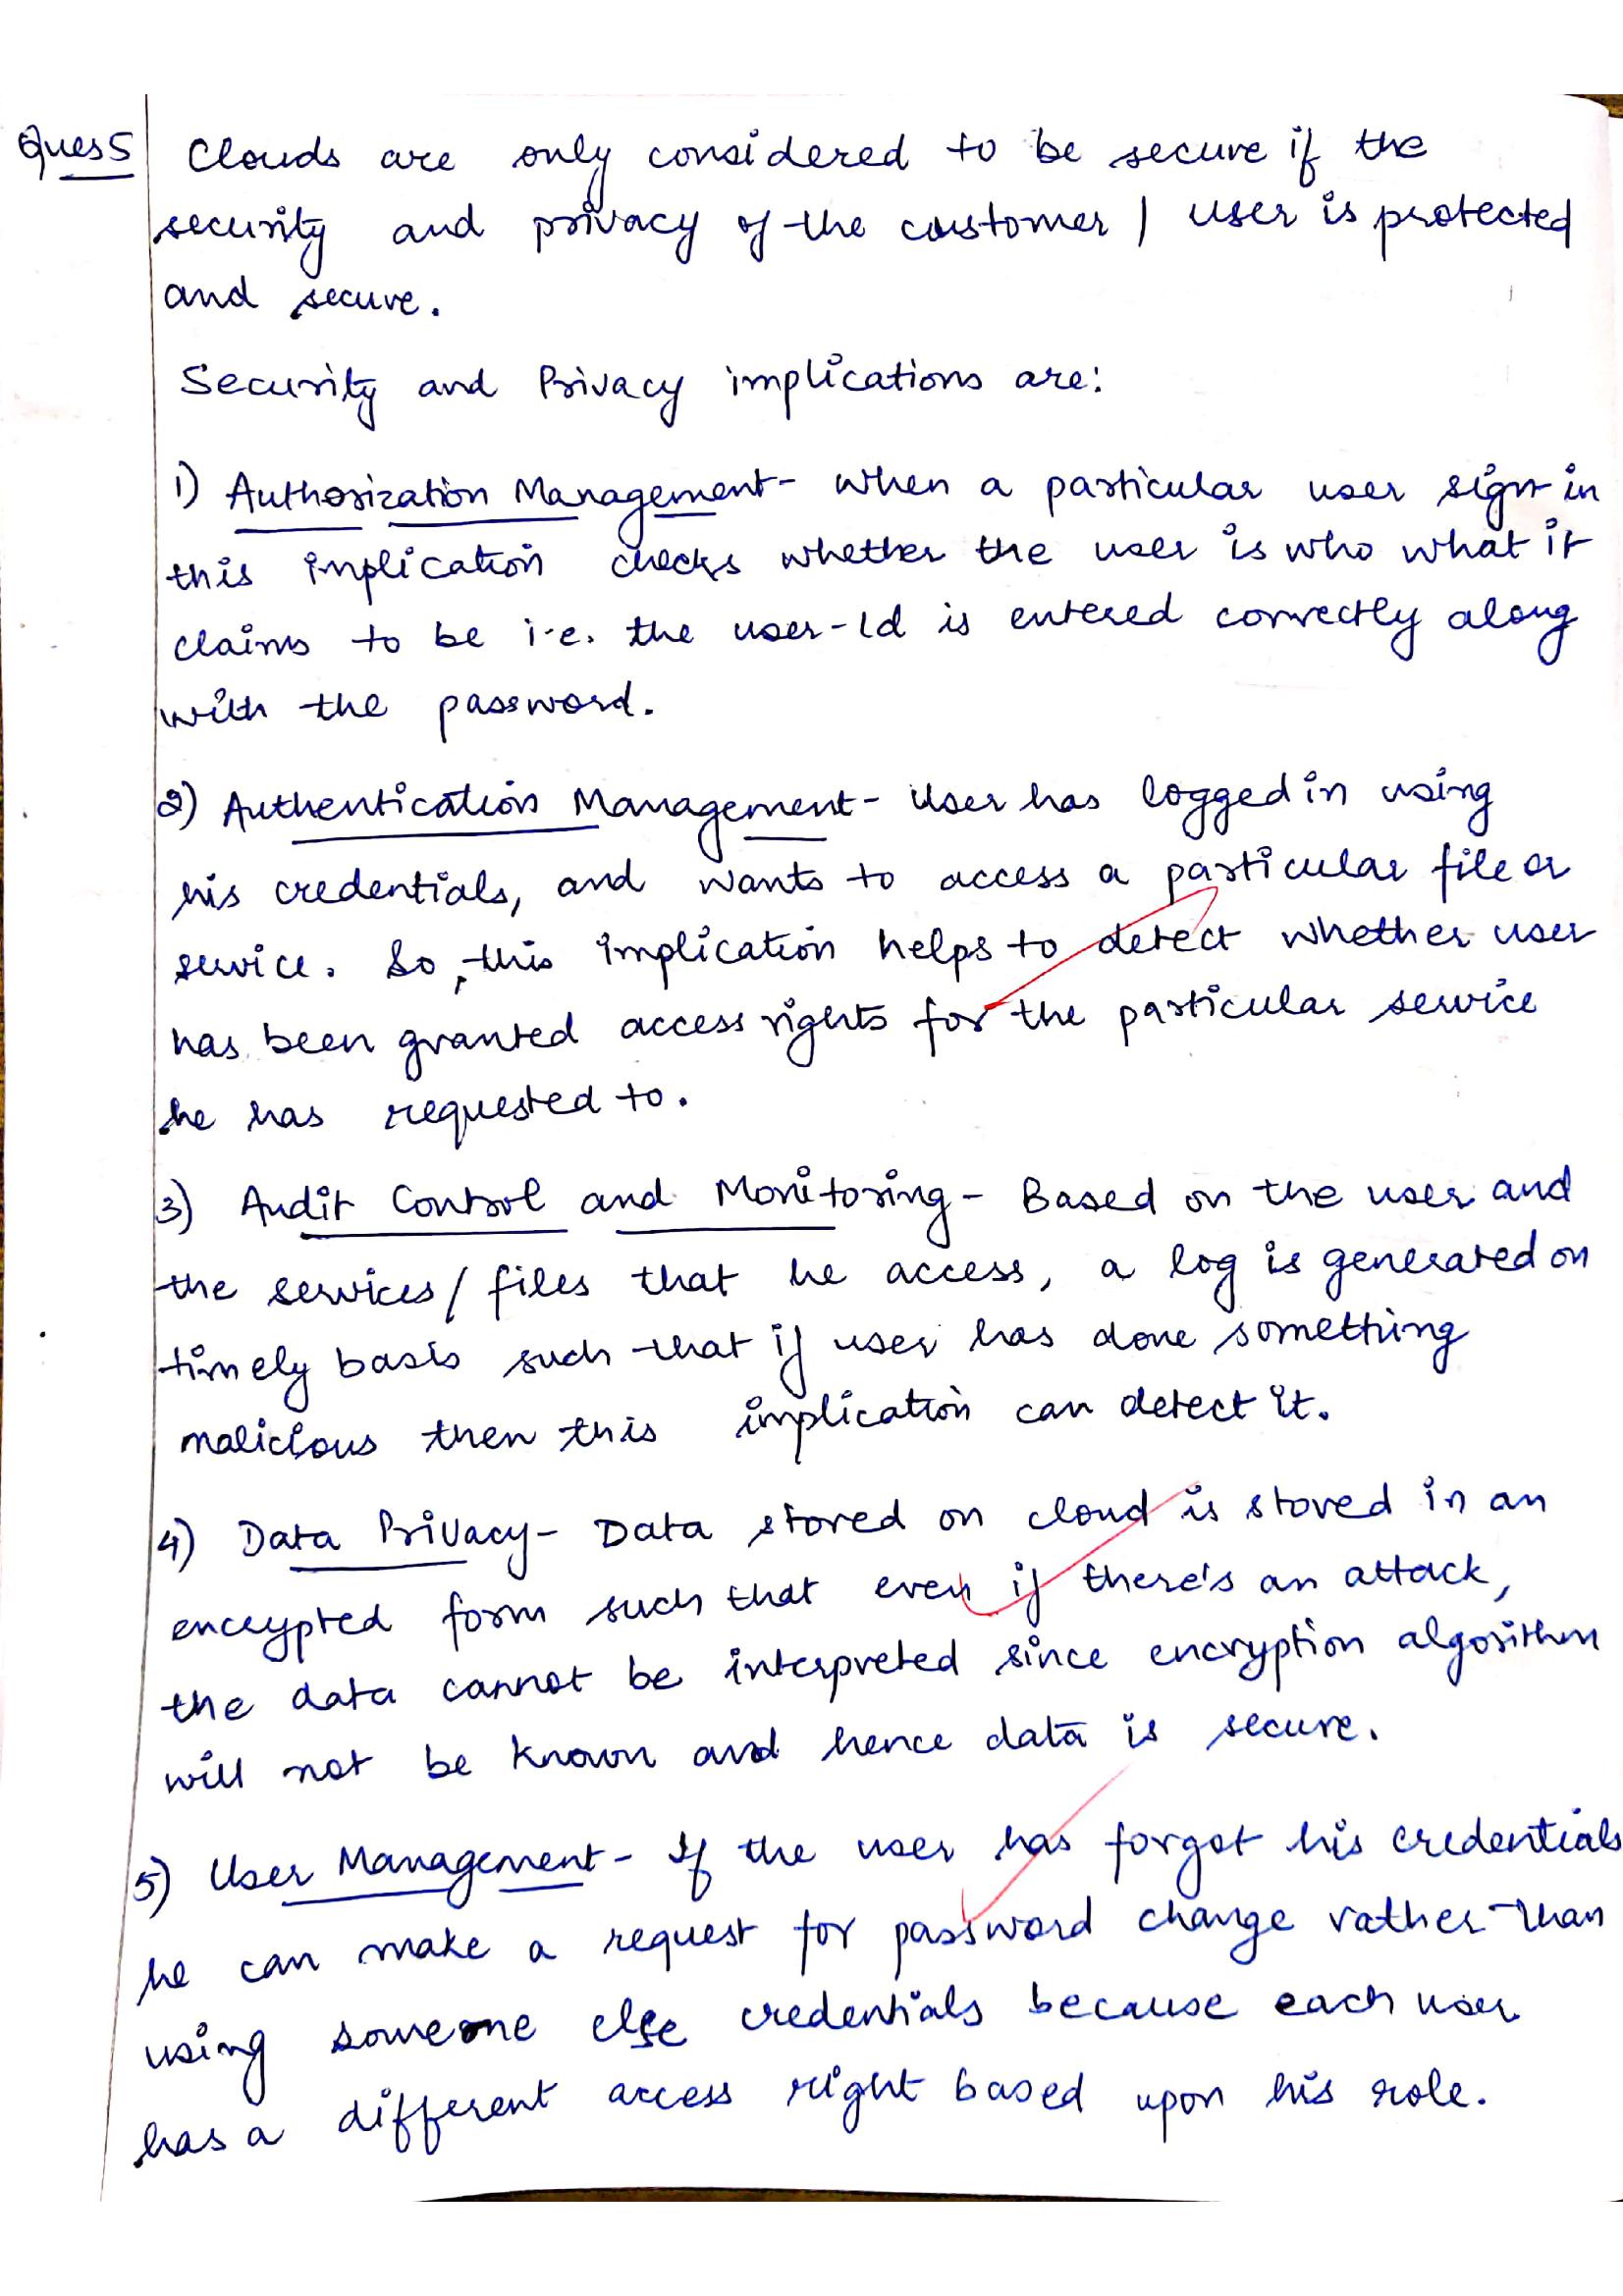 Ques5 Clouds are only considered to be secure if the
security and privacy of the customer / user is protected
and secure.
Security and Privacy implications are:
1) Authorization Management- When a particular user sign in
this implication checks whether the user is who what it
claims to be i.e. the user-Id is entered correctly along
with the password.
2) Authentication Management- User has logged in using
his credentials, and wants to access a particular file or
service. So, this implication helps to detect whether user
has been granted access rights for the particular service
he has requested to.
3) Audit Control and Monitoring - Based on the user and
the services/ files that he access, a log is generated on
timely basis such that if user has done something
malicious then this implication can detect it.
4) Data Privacy- Data stored on cloud is stored in an
encrypted form such that even if there's an attack,
the data cannot be interpreted since encryption algorithm
will not be known and hence data is secure.
5) User Management- If the user has forgot his credentials
he can make a request for password change rather than
using someone else credentials because each user
has a different access right based upon his role.